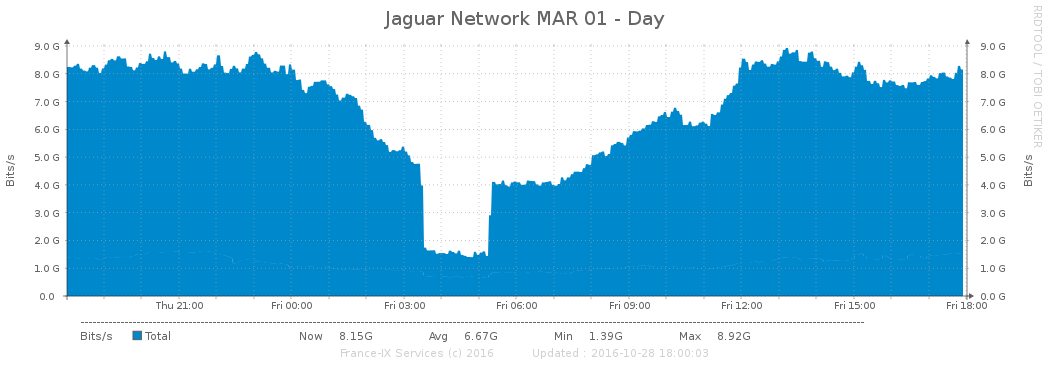 Jaguar Network MAR 01 - Day
RRDTOOL / TOBI OETIKER
9.0 G 9.0 G
8.0 G 8.0 G
7.0 G 7.0 G
6.0 G 6.0 G
5.0 G 5.0 G
4.0 G 4.0 G
3.0 G 3.0 G
2.0 G 2.0 G
1.0 G 1.0 G
0.0 0.0 G
Bits/s
Bits/s
Thu 21:00 Fri 00:00 Fri 03:00 Fri 06:00 Fri 09:00 Fri 12:00 Fri 15:00 Fri 18:00
Bits/s Total Now 8.15G Avg 6.67G Min 1.39G Max 8.92G
France-IX Services (c) 2016 Updated : 2016-10-28 18:00:03